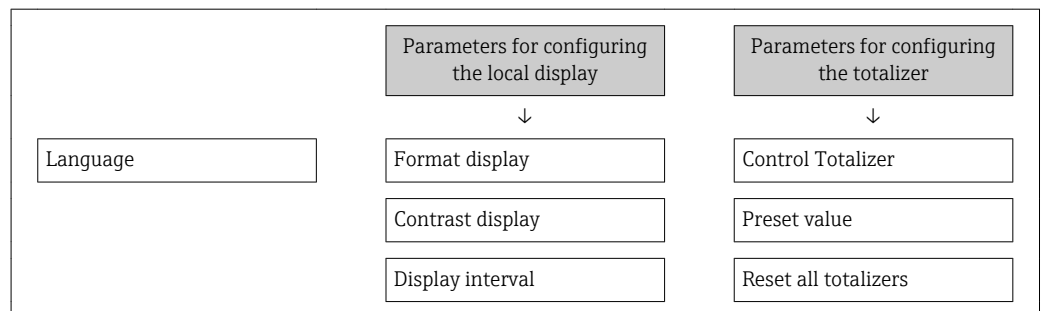 Parameters for configuring
the local display
Parameters for configuring
the totalizer
↓
↓
Language
Format display
Control Totalizer
Contrast display
Preset value
Display interval
Reset all totalizers